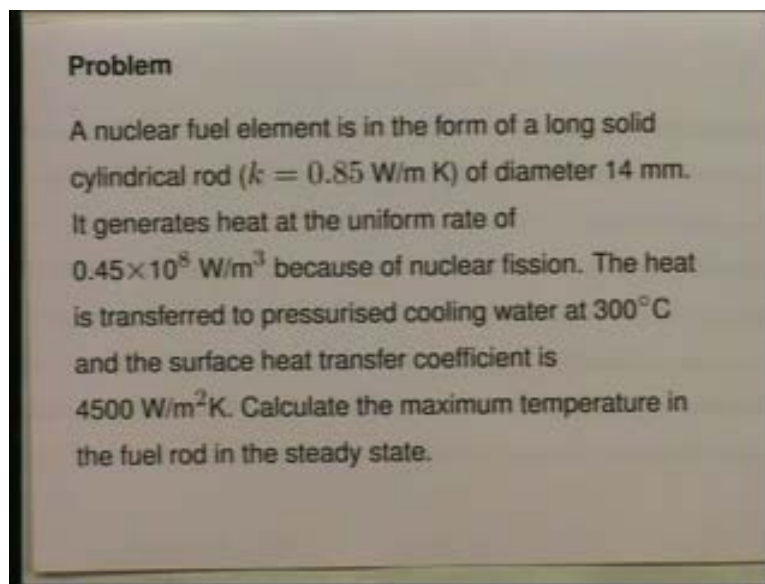 Problem
A nuclear fuel element is in the form of a long solid
cylindrical rod (k = 0.85 W/m K) of diameter 14 mm.
It generates heat at the uniform rate of
0.45×10⁸ W/m³ because of nuclear fission. The heat
is transferred to pressurised cooling water at 300°C
and the surface heat transfer coefficient is
4500 W/m²K. Calculate the maximum temperature in
the fuel rod in the steady state.